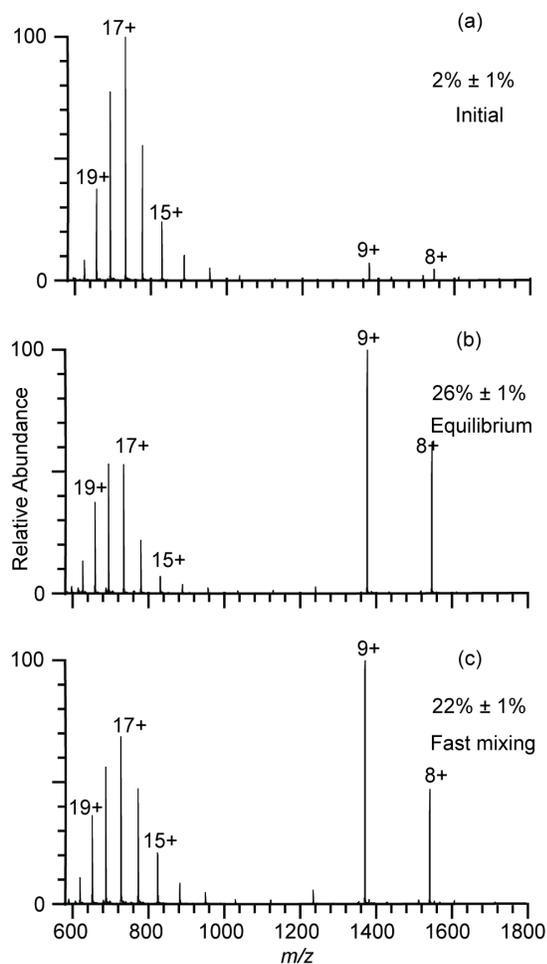 (a)
100
17+
2% ± 1%
Initial
19+
15+
9+
8+
0
9+
(b)
100
26% ± 1%
Equilibrium
17+
8+
19+
15+
0
Relative Abundance
9+
(c)
100
22% ± 1%
17+
Fast mixing
8+
19+
15+
0
600 800 1000 1200 1400 1600 1800
m/z